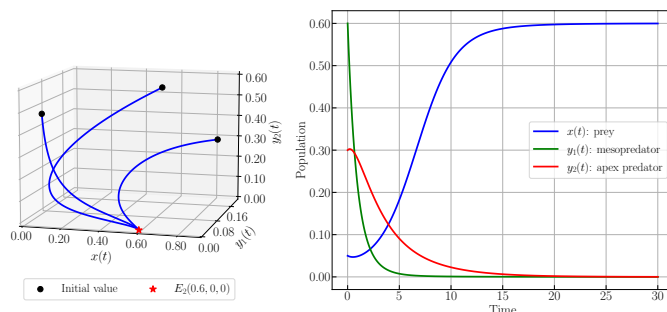 0.60
0.50
0.40
0.30
0.20
0.10
0.00
y₂(t)
0.00
0.20
0.40
0.60
0.80
x(t)
0.00
0.08
0.16
y₁(t)
Initial value
E₂(0.6,0,0)
Population
0.60
0.50
0.40
0.30
0.20
0.10
0.00
x(t): prey
y₁(t): mesopredator
y₂(t): apex predator
0
5
10
15
20
25
30
Time